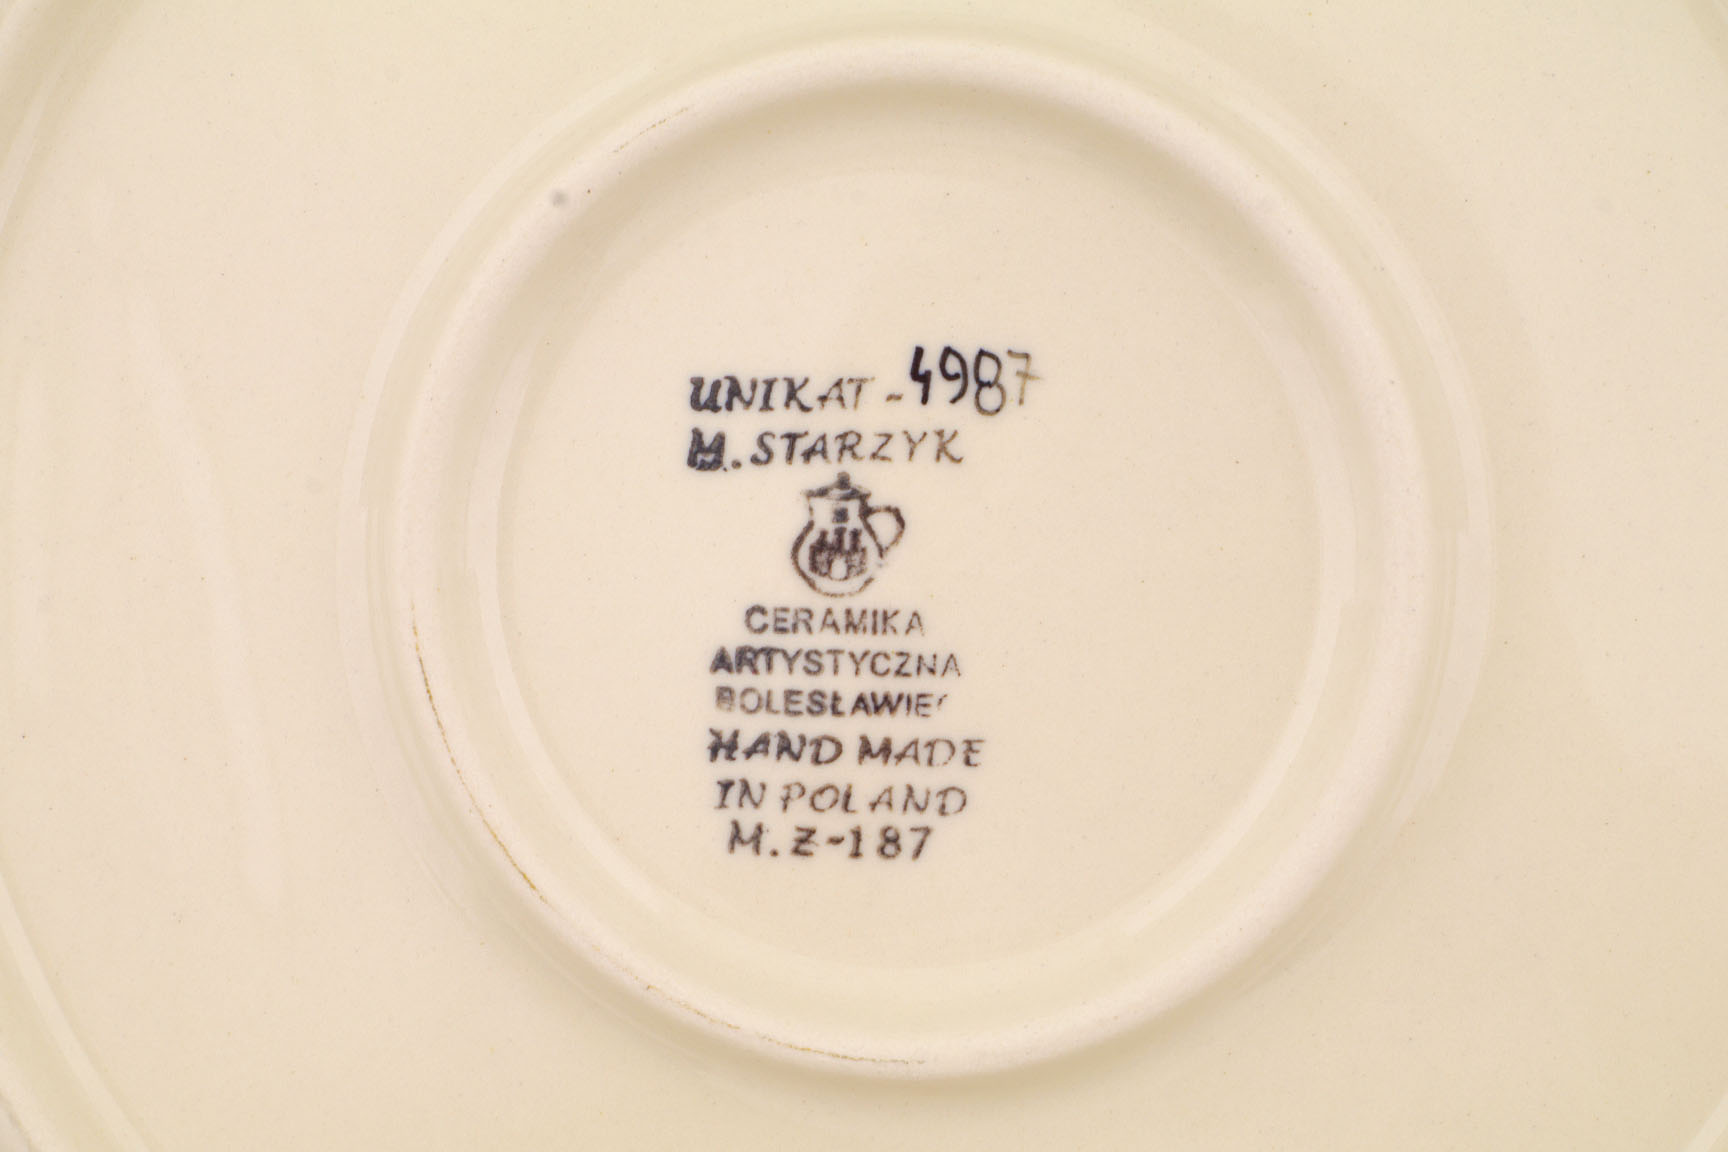 UNIKAT-4987
M. STARZYK
CERAMIKA
ARTYSTYCZNA
BOLESŁAWIEC
HAND MADE
IN POLAND
M.Z-187